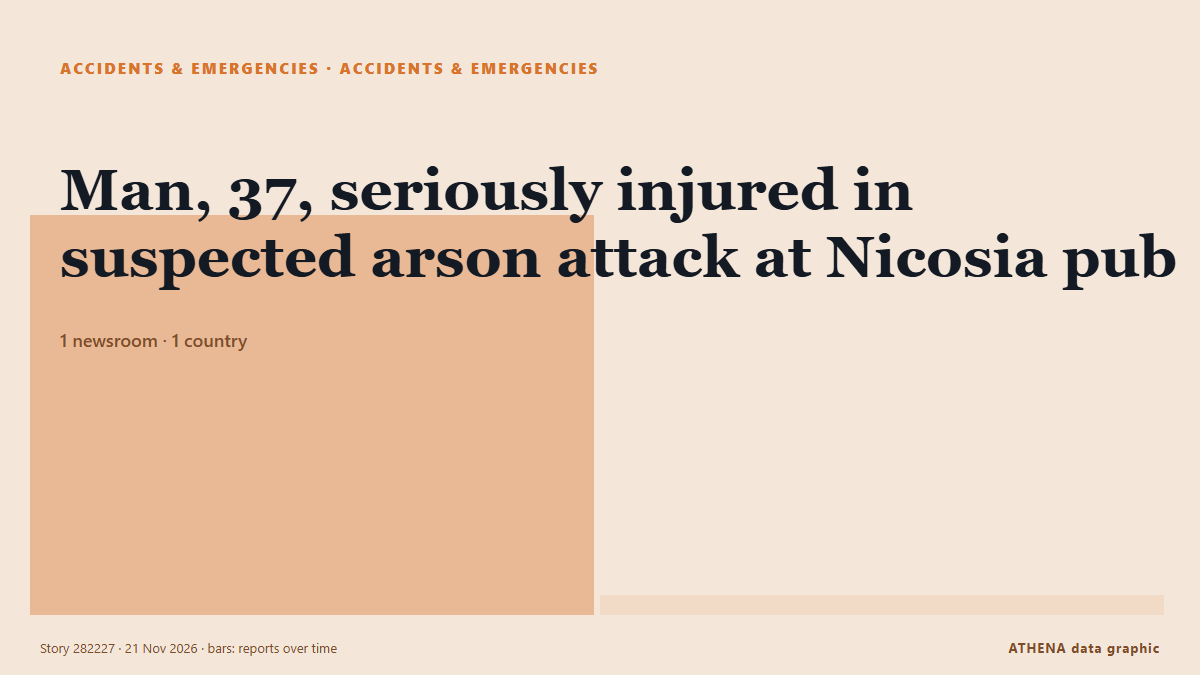 ACCIDENTS & EMERGENCIES · ACCIDENTS & EMERGENCIES
Man, 37, seriously injured in
suspected arson attack at Nicosia pub
1 newsroom · 1 country
Story 282227 · 21 Nov 2026 · bars: reports over time
ATHENA data graphic